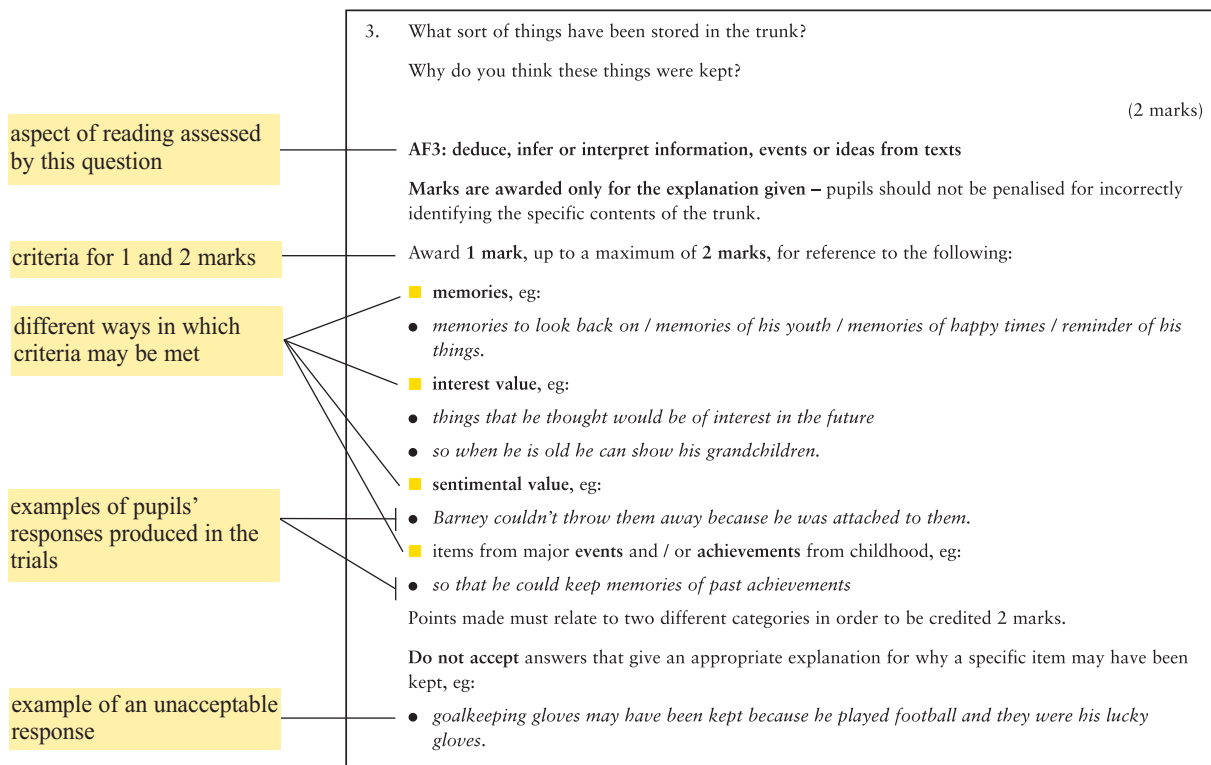 3. What sort of things have been stored in the trunk?
Why do you think these things were kept?
(2 marks)
aspect of reading assessed
by this question
AF3: deduce, infer or interpret information, events or ideas from texts
Marks are awarded only for the explanation given – pupils should not be penalised for incorrectly
identifying the specific contents of the trunk.
criteria for 1 and 2 marks
Award 1 mark, up to a maximum of 2 marks, for reference to the following:
different ways in which
criteria may be met
■ memories, eg:
● memories to look back on / memories of his youth / memories of happy times / reminder of his
things.
■ interest value, eg:
● things that he thought would be of interest in the future
● so when he is old he can show his grandchildren.
■ sentimental value, eg:
examples of pupils’
responses produced in the
trials
● Barney couldn’t throw them away because he was attached to them.
■ items from major events and / or achievements from childhood, eg:
● so that he could keep memories of past achievements
Points made must relate to two different categories in order to be credited 2 marks.
Do not accept answers that give an appropriate explanation for why a specific item may have been
kept, eg:
example of an unacceptable
response
● goalkeeping gloves may have been kept because he played football and they were his lucky
gloves.